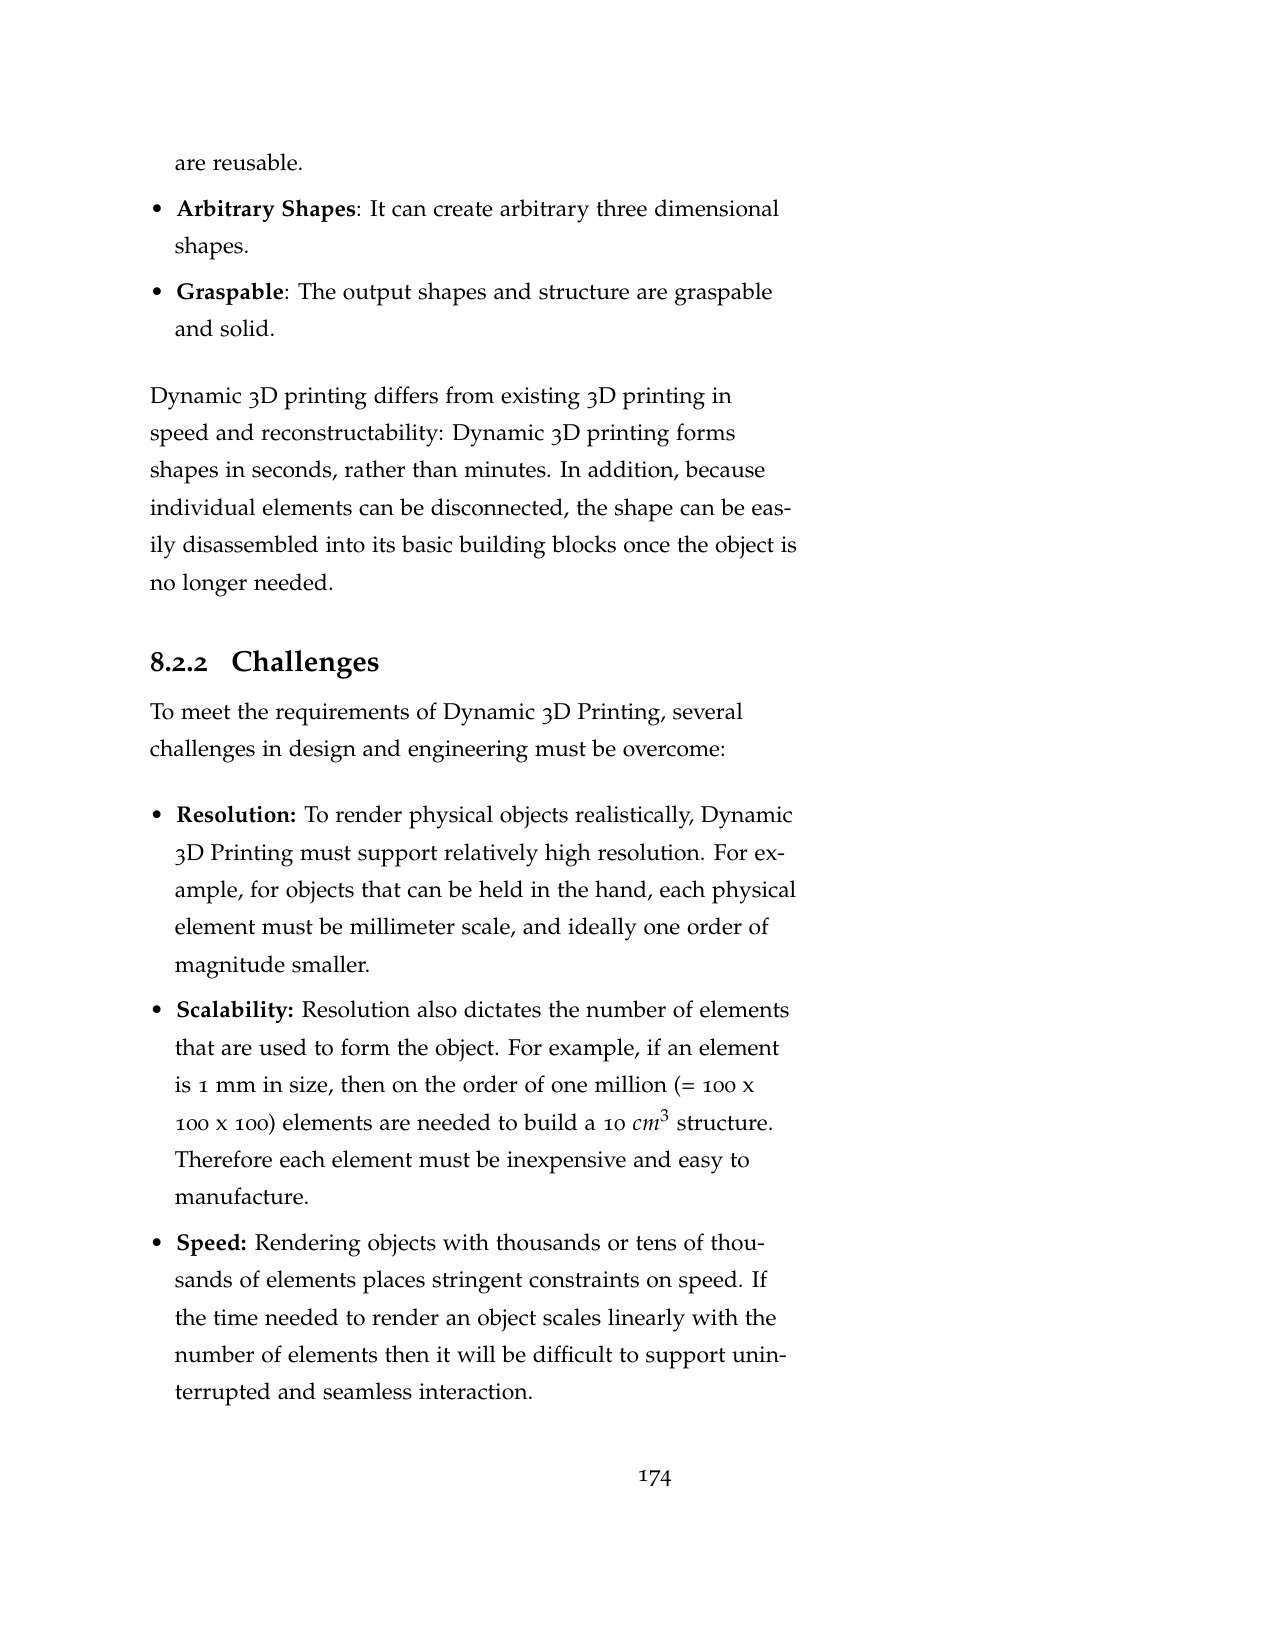 are reusable.
• Arbitrary Shapes: It can create arbitrary three dimensional
shapes.
• Graspable: The output shapes and structure are graspable
and solid.
Dynamic 3D printing differs from existing 3D printing in
speed and reconstructability: Dynamic 3D printing forms
shapes in seconds, rather than minutes. In addition, because
individual elements can be disconnected, the shape can be eas-
ily disassembled into its basic building blocks once the object is
no longer needed.
8.2.2 Challenges
To meet the requirements of Dynamic 3D Printing, several
challenges in design and engineering must be overcome:
• Resolution: To render physical objects realistically, Dynamic
3D Printing must support relatively high resolution. For ex-
ample, for objects that can be held in the hand, each physical
element must be millimeter scale, and ideally one order of
magnitude smaller.
• Scalability: Resolution also dictates the number of elements
that are used to form the object. For example, if an element
is 1 mm in size, then on the order of one million (= 100 x
100 x 100) elements are needed to build a 10 cm³ structure.
Therefore each element must be inexpensive and easy to
manufacture.
• Speed: Rendering objects with thousands or tens of thou-
sands of elements places stringent constraints on speed. If
the time needed to render an object scales linearly with the
number of elements then it will be difficult to support unin-
terrupted and seamless interaction.
174